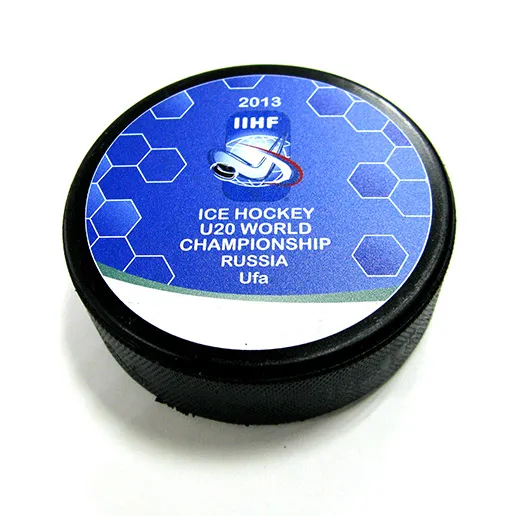 2013
IIHF
ICE HOCKEY
U20 WORLD
CHAMPIONSHIP
RUSSIA
Ufa